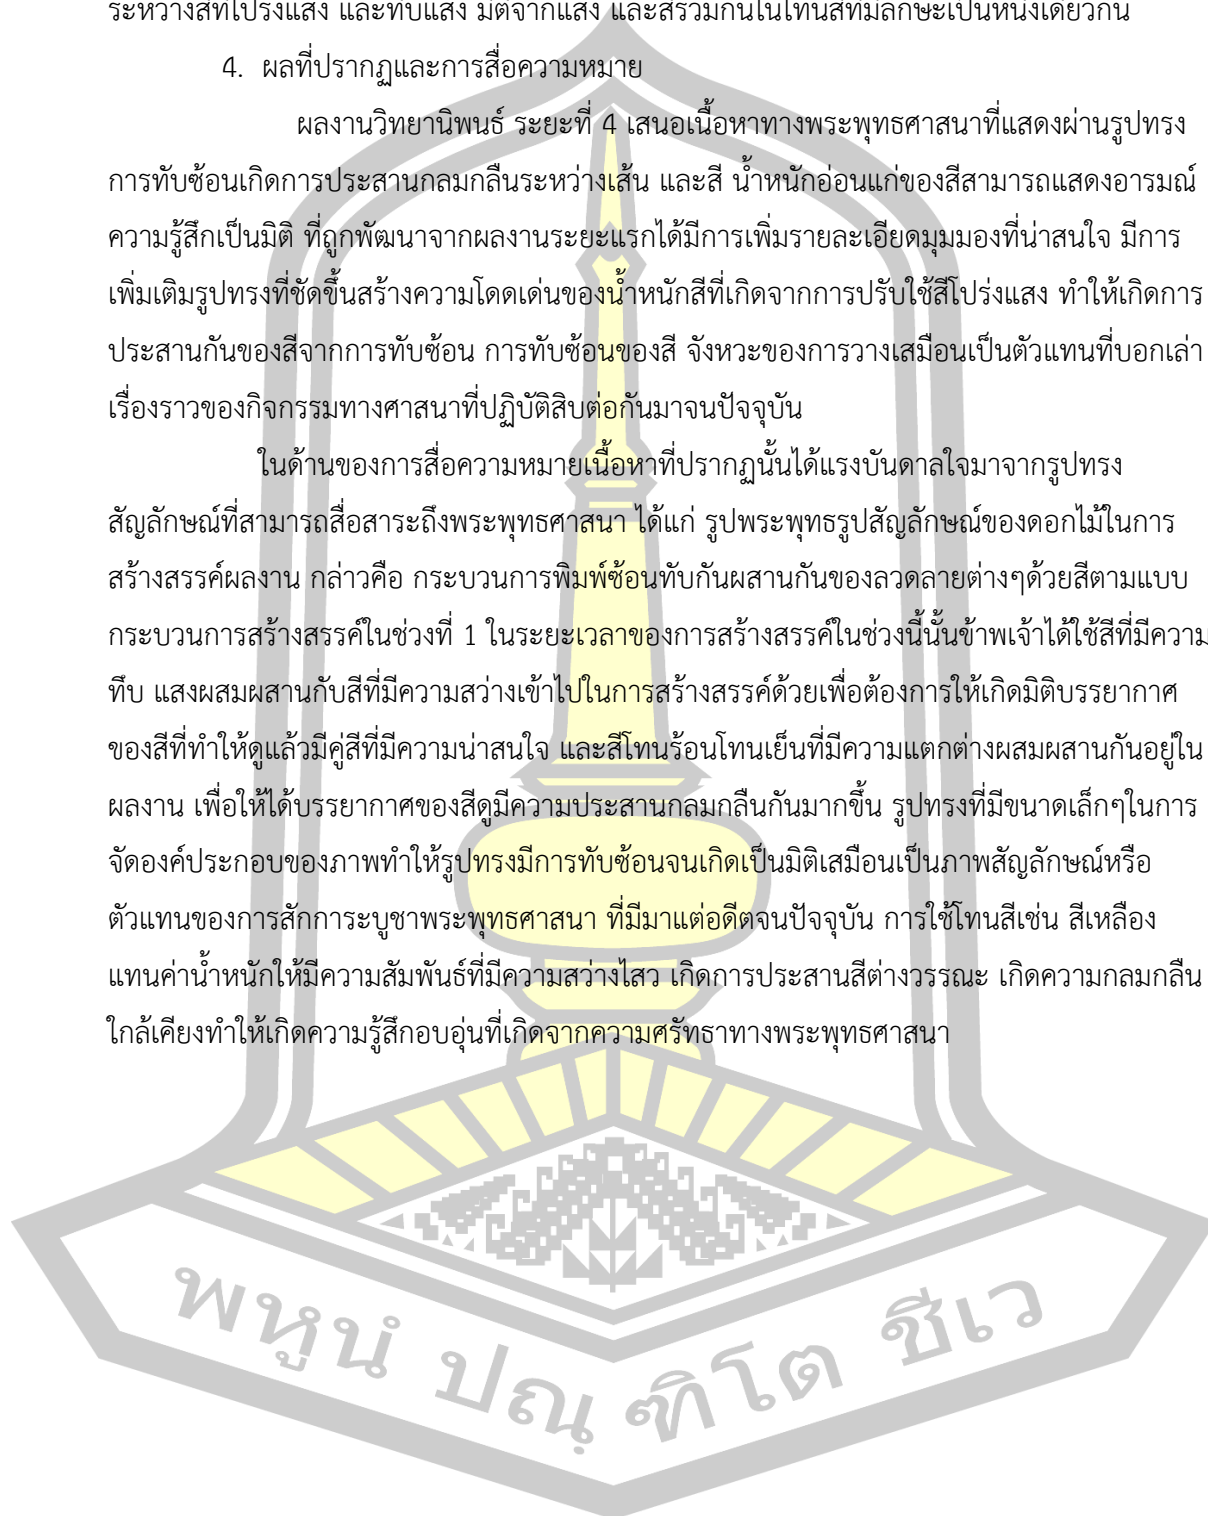 ระหว่างสีที่โปร่งแสง และทึบแสง มิติจากแสง และสีรวมกันในโทนสีที่มีลักษะเป็นหนึ่งเดียวกัน
4. ผลที่ปรากฏและการสื่อความหมาย
ผลงานวิทยานิพนธ์ ระยะที่ 4 เสนอเนื้อหาทางพระพุทธศาสนาที่แสดงผ่านรูปทรง
การทับซ้อนเกิดการประสานกลมกลืนระหว่างเส้น และสี น้ำหนักอ่อนแก่ของสีสามารถแสดงอารมณ์
ความรู้สึกเป็นมิติ ที่ถูกพัฒนาจากผลงานระยะแรกได้มีการเพิ่มรายละเอียดมุมมองที่น่าสนใจ มีการ
เพิ่มเติมรูปทรงที่ชัดขึ้นสร้างความโดดเด่นของน้ำหนักสีที่เกิดจากการปรับใช้สีโปร่งแสง ทำให้เกิดการ
ประสานกันของสีจากการทับซ้อน การทับซ้อนของสี จังหวะของการวางเสมือนเป็นตัวแทนที่บอกเล่า
เรื่องราวของกิจกรรมทางศาสนาที่ปฏิบัติสิบต่อกันมาจนปัจจุบัน
ในด้านของการสื่อความหมายเนื้อหาที่ปรากฏนั้นได้แรงบันดาลใจมาจากรูปทรง
สัญลักษณ์ที่สามารถสื่อสาระถึงพระพุทธศาสนา ได้แก่ รูปพระพุทธรูปสัญลักษณ์ของดอกไม้ในการ
สร้างสรรค์ผลงาน กล่าวคือ กระบวนการพิมพ์ซ้อนทับกันผสานกันของลวดลายต่างๆด้วยสีตามแบบ
กระบวนการสร้างสรรค์ในช่วงที่ 1 ในระยะเวลาของการสร้างสรรค์ในช่วงนี้นั้นข้าพเจ้าได้ใช้สีที่มีความ
ทึบ แสงผสมผสานกับสีที่มีความสว่างเข้าไปในการสร้างสรรค์ด้วยเพื่อต้องการให้เกิดมิติบรรยากาศ
ของสีที่ทำให้ดูแล้วมีคู่สีที่มีความน่าสนใจ และสีโทนร้อนโทนเย็นที่มีความแตกต่างผสมผสานกันอยู่ใน
ผลงาน เพื่อให้ได้บรรยากาศของสีดูมีความประสานกลมกลืนกันมากขึ้น รูปทรงที่มีขนาดเล็กๆในการ
จัดองค์ประกอบของภาพทำให้รูปทรงมีการทับซ้อนจนเกิดเป็นมิติเสมือนเป็นภาพสัญลักษณ์หรือ
ตัวแทนของการสักการะบูชาพระพุทธศาสนา ที่มีมาแต่อดีตจนปัจจุบัน การใช้โทนสีเช่น สีเหลือง
แทนค่าน้ำหนักให้มีความสัมพันธ์ที่มีความสว่างไสว เกิดการประสานสีต่างวรรณะ เกิดความกลมกลืน
ใกล้เคียงทำให้เกิดความรู้สึกอบอุ่นที่เกิดจากความศรัทธาทางพระพุทธศาสนา
พหูนํ ปณฺฑิโต ชีเว